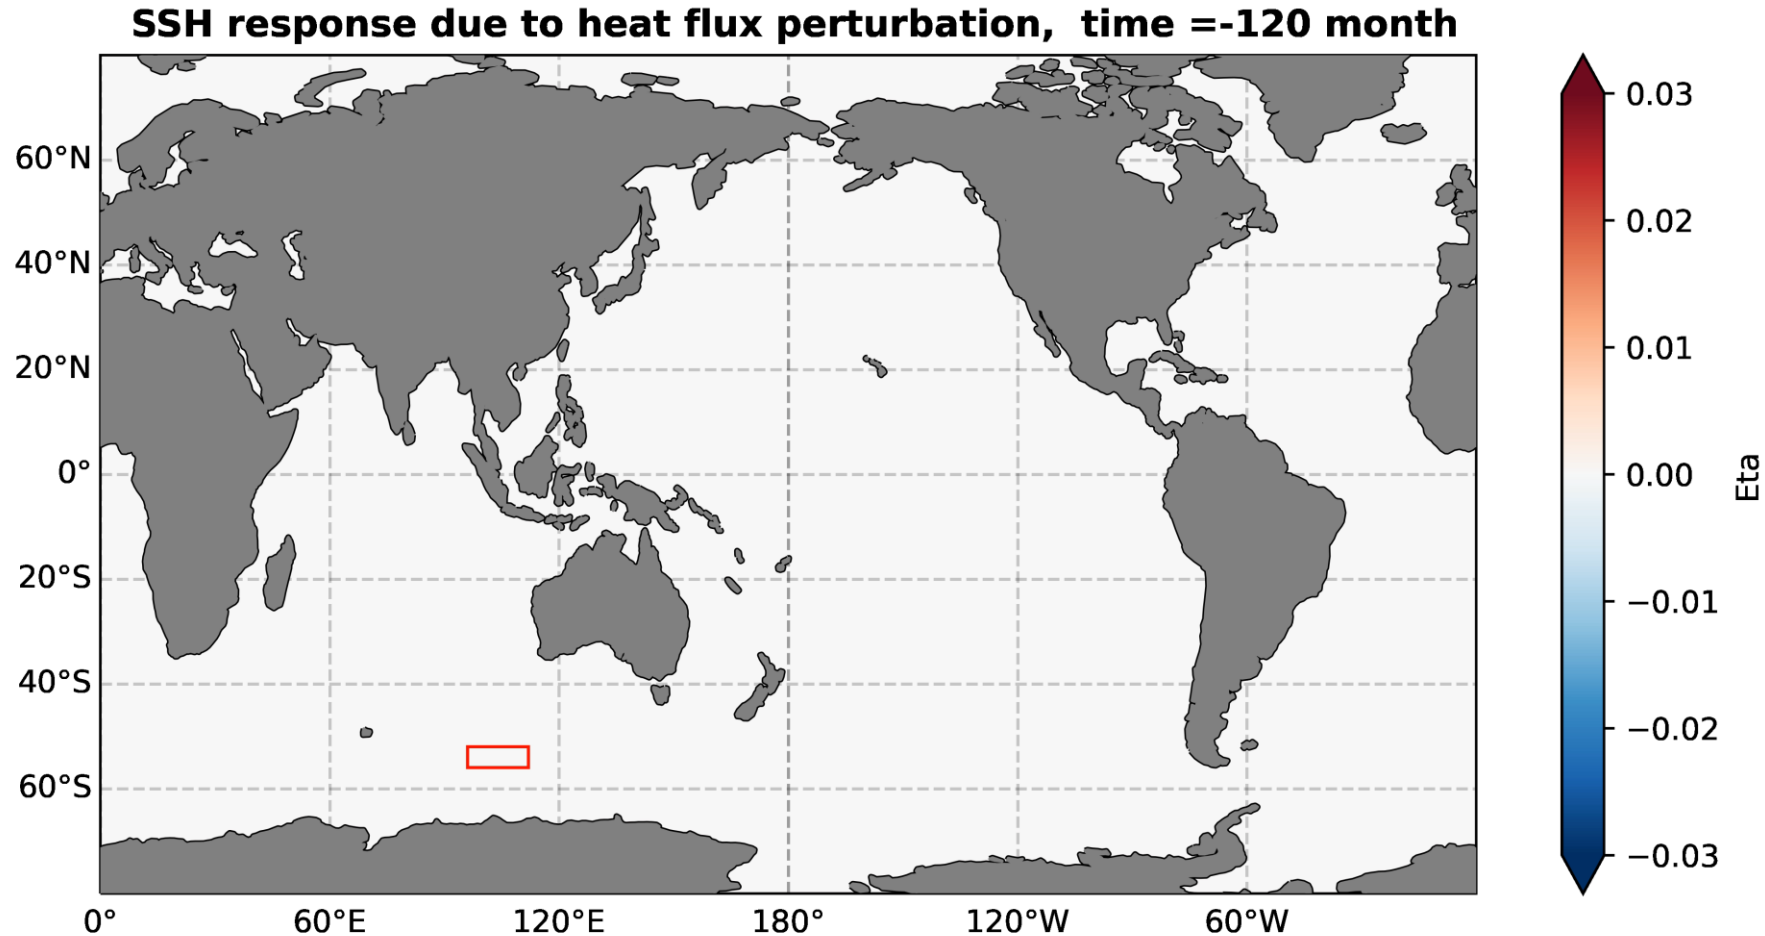 SSH response due to heat flux perturbation,  time =-120 month
60°N
40°N
20°N
0°
20°S
40°S
60°S
0°
60°E
120°E
180°
120°W
60°W
0.03
0.02
0.01
0.00
−0.01
−0.02
−0.03
Eta